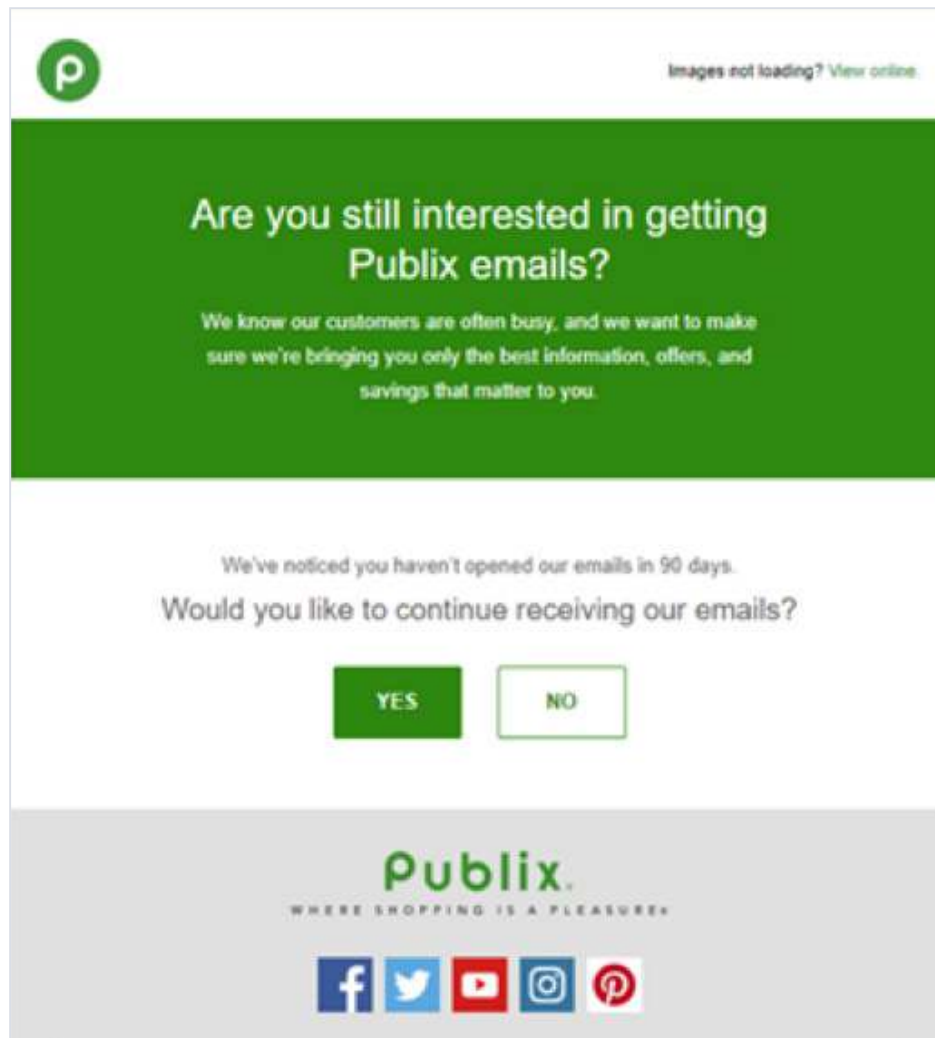 Images not loading? View online.
Are you still interested in getting
Publix emails?
We know our customers are often busy, and we want to make
sure we're bringing you only the best information, offers, and
savings that matter to you.
We've noticed you haven't opened our emails in 90 days.
Would you like to continue receiving our emails?
YES NO
Publix.
WHERE SHOPPING IS A PLEASURE®